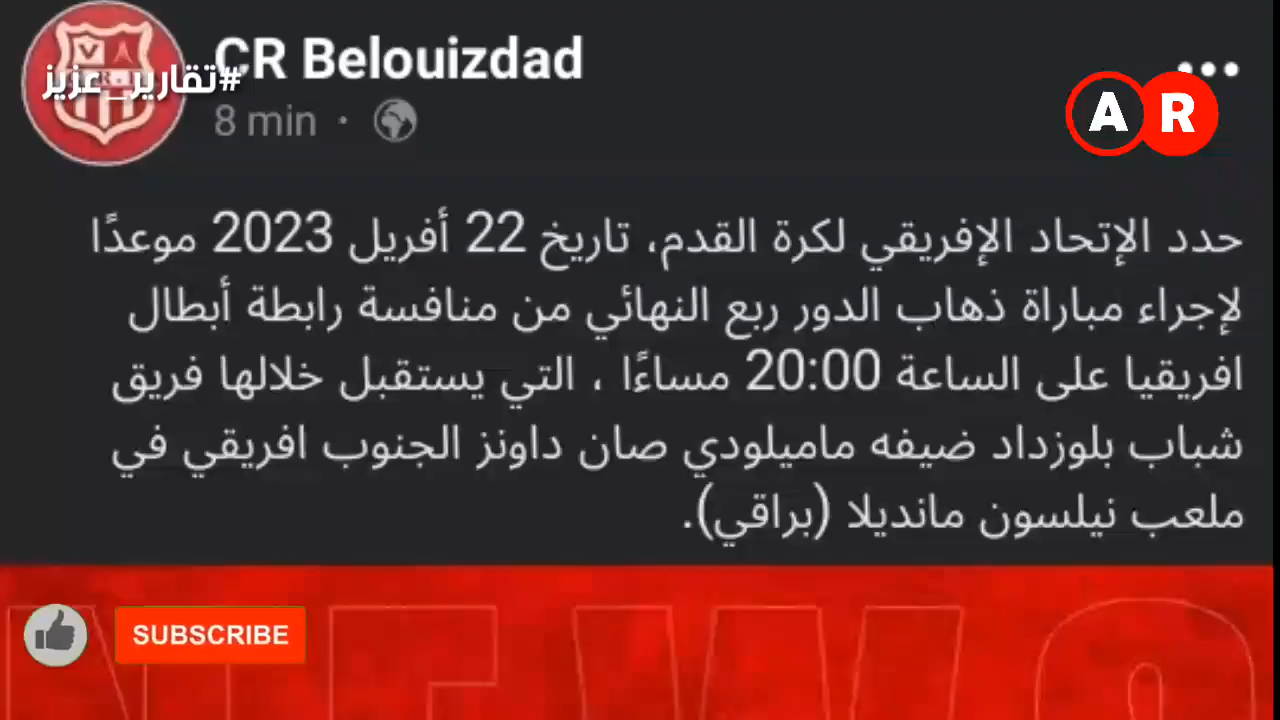 CR Belouizdad
#تقارير_عزيز
8 min ·
A R
حدد الإتحاد الإفريقي لكرة القدم، تاريخ 22 أفريل 2023 موعدًا
لإجراء مباراة ذهاب الدور ربع النهائي من منافسة رابطة أبطال
افريقيا على الساعة 20:00 مساءًا ، التي يستقبل خلالها فريق
شباب بلوزداد ضيفه ماميلودي صان داونز الجنوب افريقي في
ملعب نيلسون مانديلا (براقي).
SUBSCRIBE
NEWS